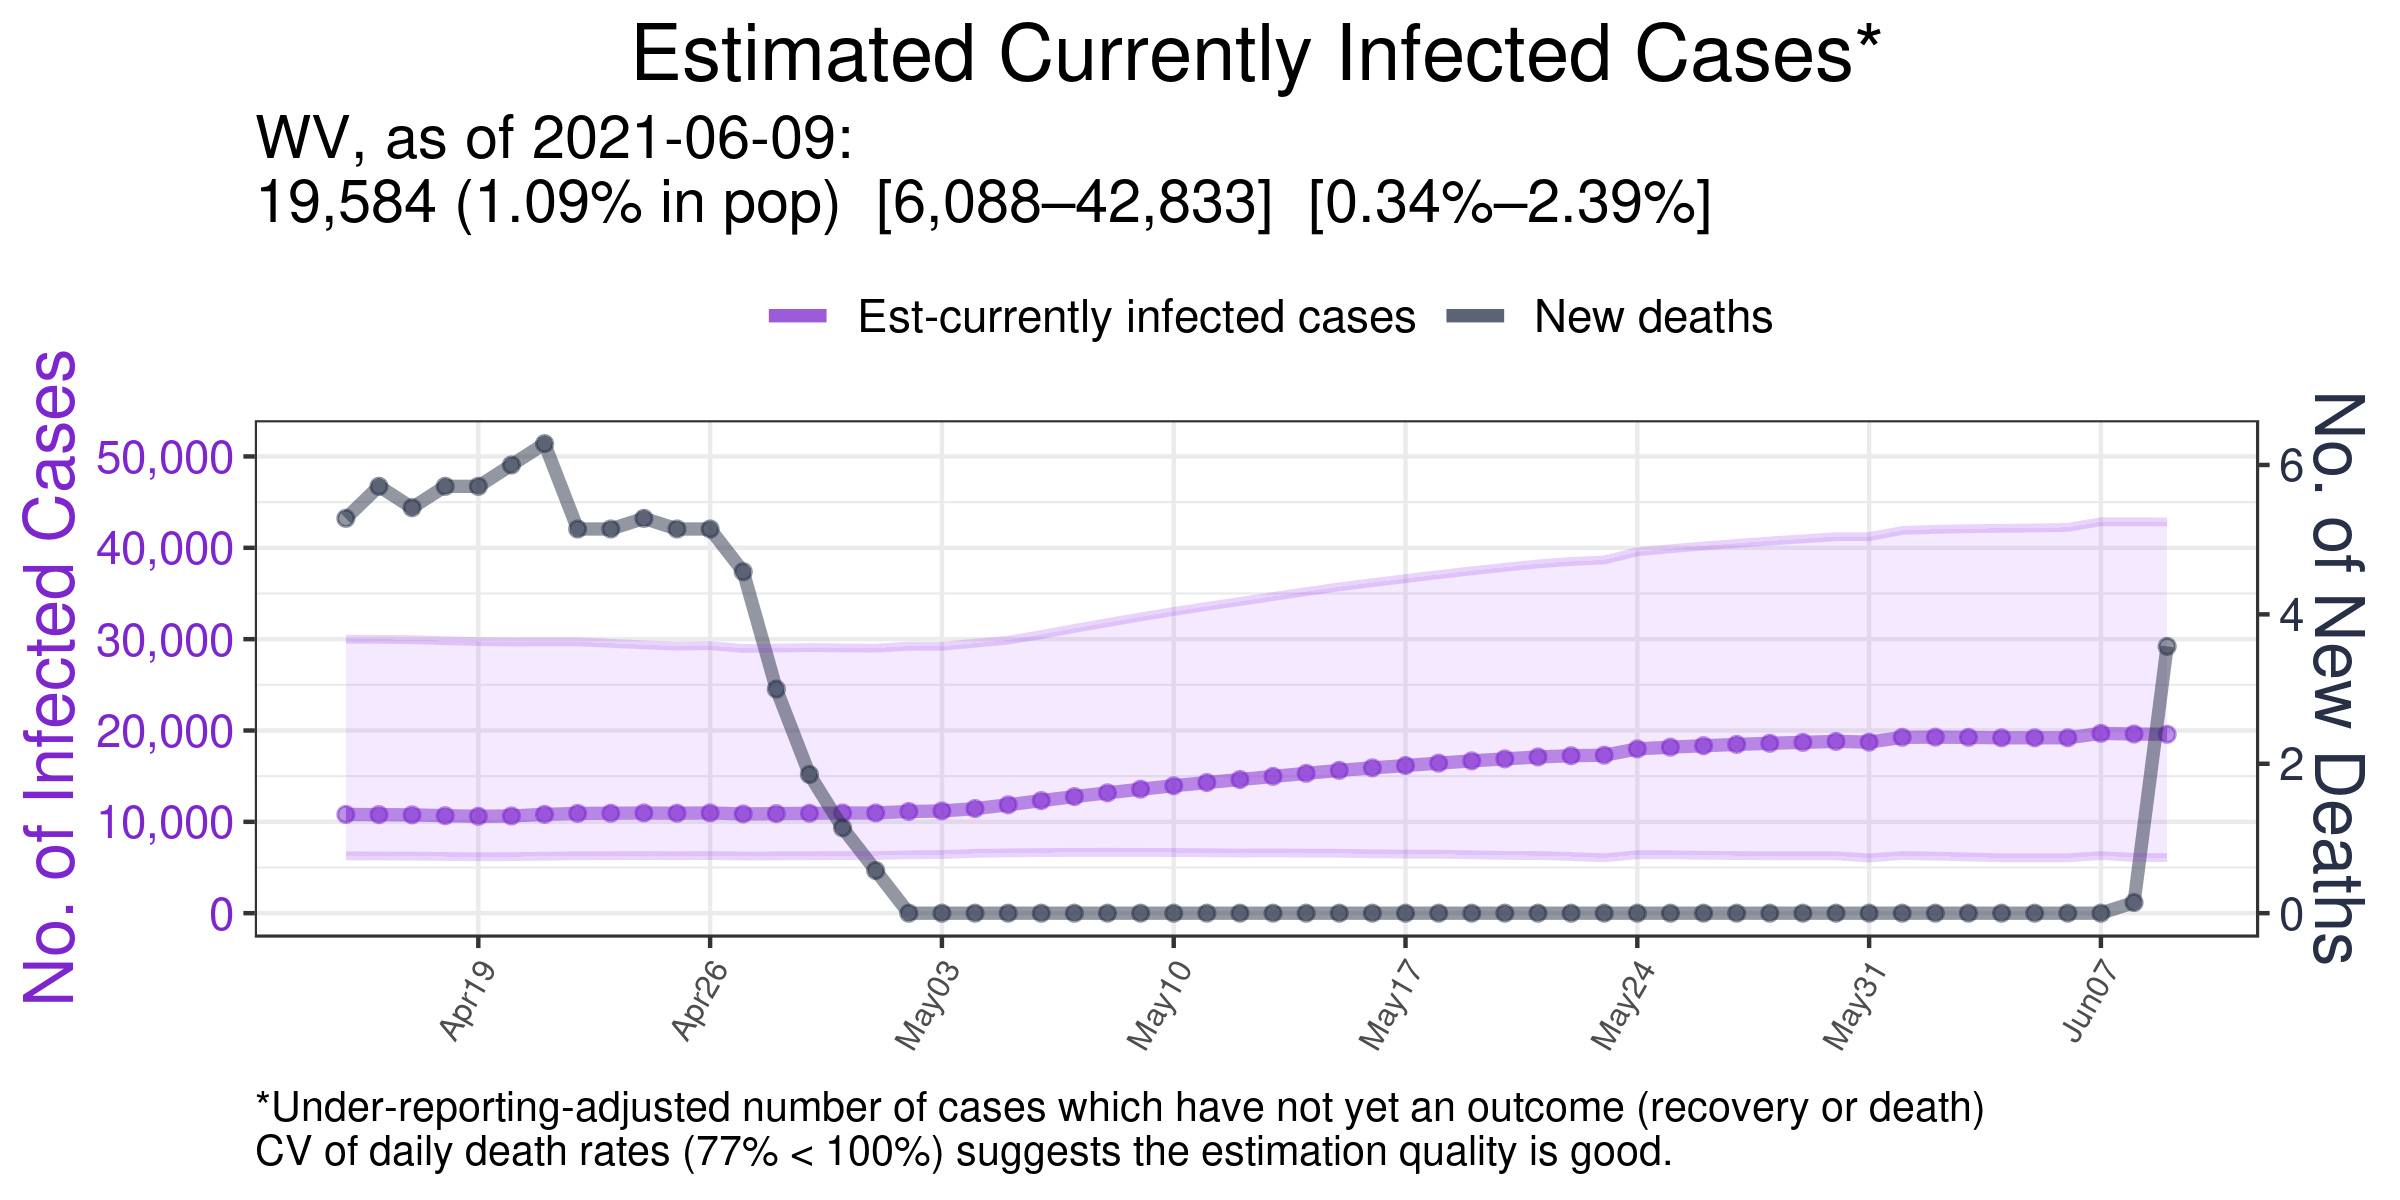 Estimated Currently Infected Cases*
WV, as of 2021-06-09:
19,584 (1.09% in pop)  [6,088–42,833]  [0.34%–2.39%]
Est-currently infected cases
New deaths
No. of Infected Cases
50,000
40,000
30,000
20,000
10,000
0
6
4
2
0
No. of New Deaths
Apr19
Apr26
May03
May10
May17
May24
May31
Jun07
*Under-reporting-adjusted number of cases which have not yet an outcome (recovery or death)
CV of daily death rates (77% < 100%) suggests the estimation quality is good.